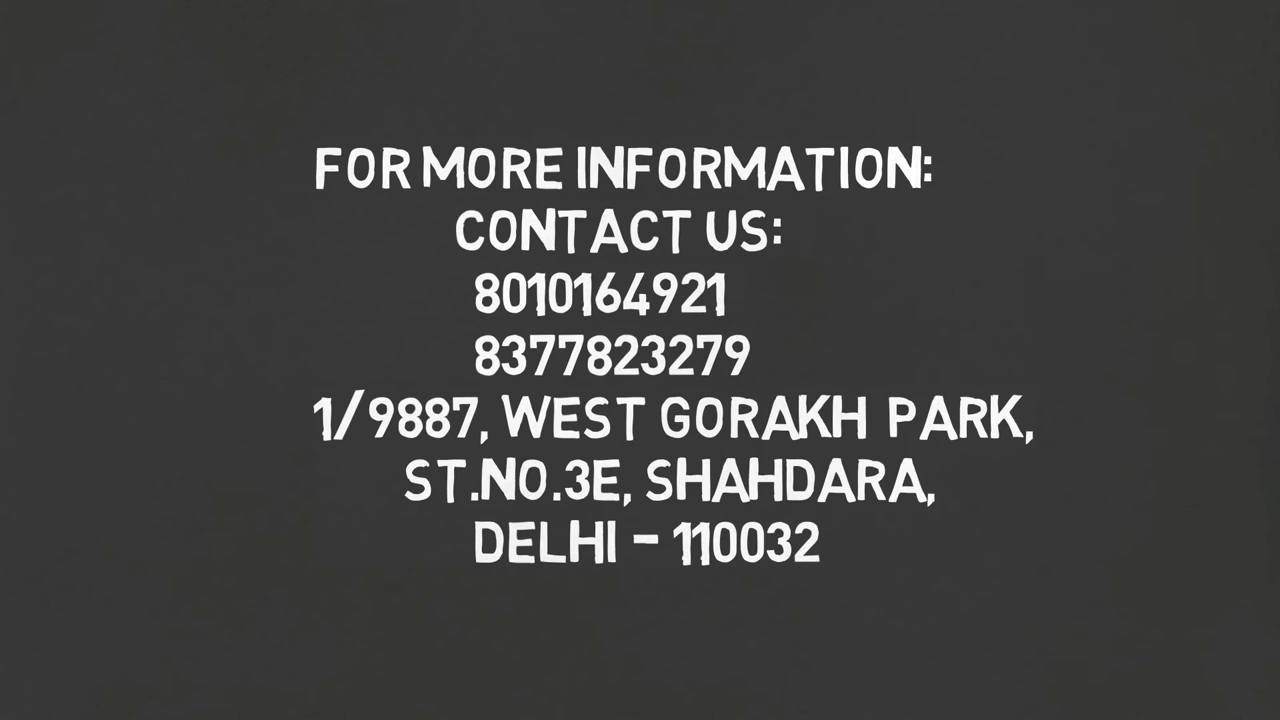 FOR MORE INFORMATION:
CONTACT US:
8010164921
8377823279
1/9887, WEST GORAKH PARK,
ST.NO.3E, SHAHDARA,
DELHI - 110032